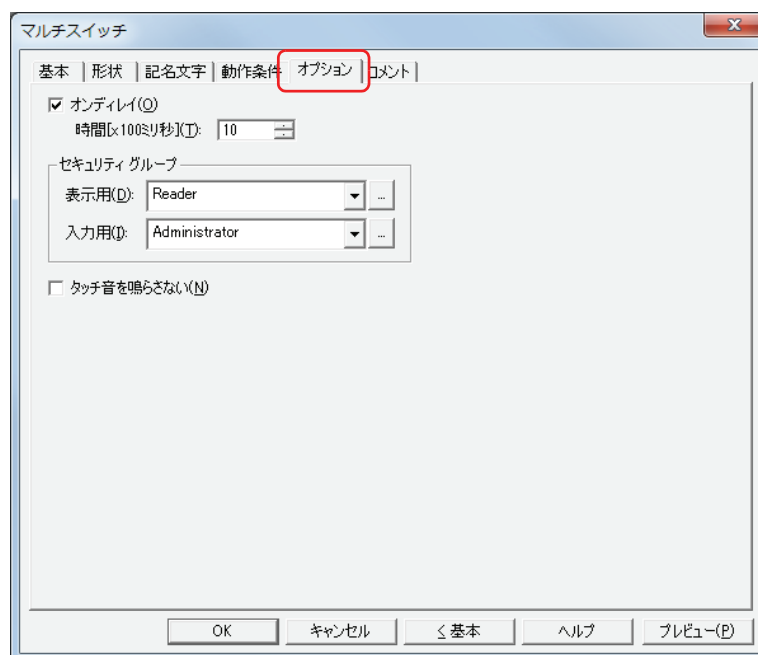 マルチスイッチ
基本 形状 記名文字 動作条件 オプション コメント
オンディレイ(O)
時間[x100ミリ秒](T): 10
セキュリティ グループ
表示用(D): Reader ...
入力用(I): Administrator ...
タッチ音を鳴らさない(N)
OK キャンセル < 基本 ヘルプ プレビュー(P)